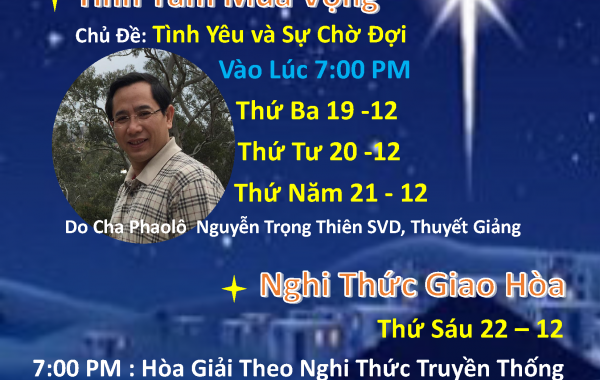 Tĩnh Tâm Mùa Vọng
Chủ Đề: Tình Yêu và Sự Chờ Đợi
Vào Lúc 7:00 PM
Thứ Ba 19 -12
Thứ Tư 20 -12
Thứ Năm 21 - 12
Do Cha Phaolô Nguyễn Trọng Thiên SVD, Thuyết Giảng
Nghi Thức Giao Hòa
Thứ Sáu 22 – 12
7:00 PM : Hòa Giải Theo Nghi Thức Truyền Thống